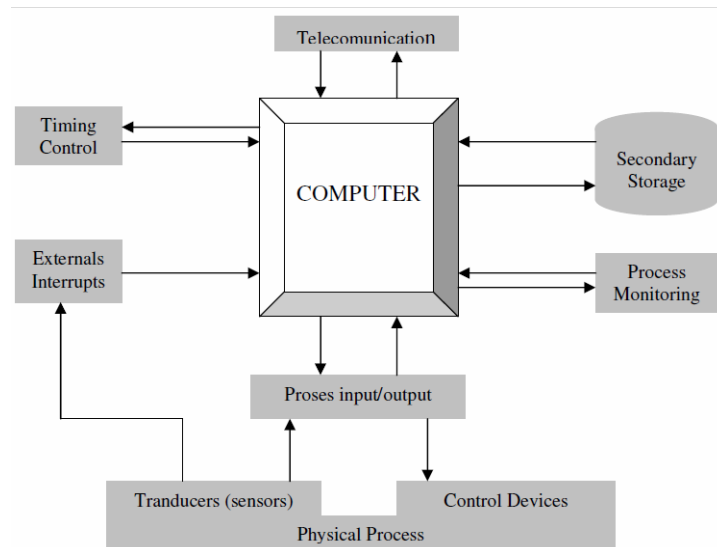 Telecomunication
Timing
Control
COMPUTER
Secondary
Storage
Externals
Interrupts
Process
Monitoring
Proses input/output
Tranducers (sensors)
Control Devices
Physical Process